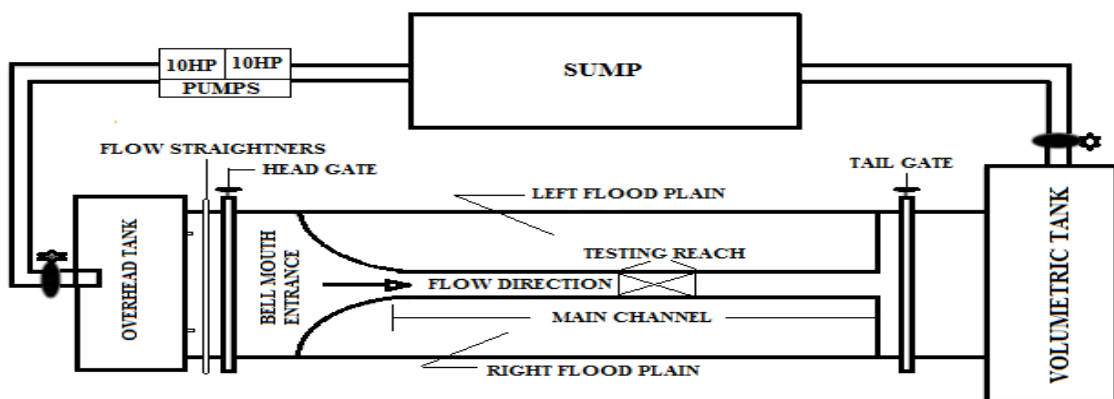 10HP 10HP
PUMPS
SUMP
FLOW STRAIGHTNERS
HEAD GATE
TAIL GATE
LEFT FLOOD PLAIN
TESTING REACH
OVERHEAD TANK
BELL MOUTH
ENTRANCE
FLOW DIRECTION
MAIN CHANNEL
RIGHT FLOOD PLAIN
VOLUMETRIC TANK